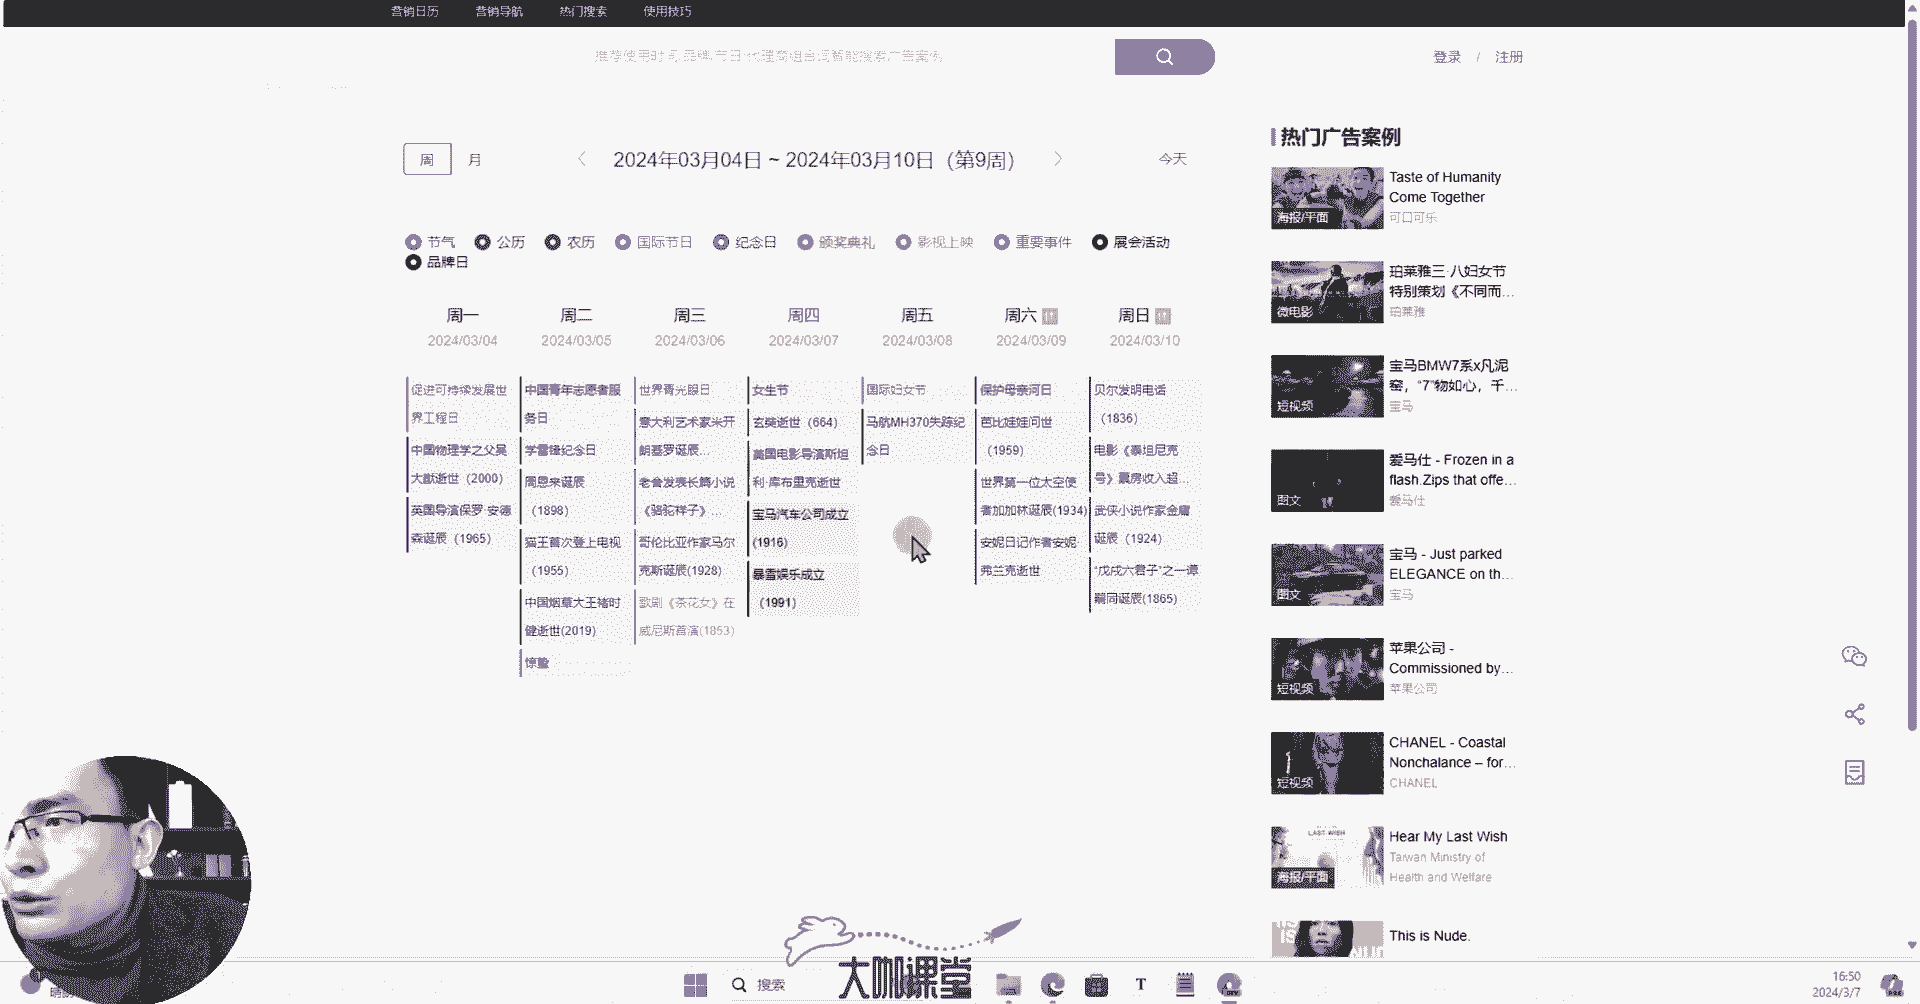 营销日历 营销导航 热门搜索 使用技巧
登录 / 注册
周 月 2024年03月04日 ~ 2024年03月10日（第9周） 今天
节气 公历 农历 国际节日 纪念日 颁奖典礼 影视上映 重要事件 展会活动
品牌日
周一 周二 周三 周四 周五 周六 周日
2024/03/04 2024/03/05 2024/03/06 2024/03/07 2024/03/08 2024/03/09 2024/03/10
促进可持续发展世
界工程日
中国物理学之父吴
大猷逝世（2000）
英国导演保罗·安德
森诞辰（1965）
中国青年志愿者服
务日
学雷锋纪念日
周恩来诞辰
（1898）
猫王首次登上电视
（1955）
中国烟草大王褚时
健逝世(2019)
惊蛰
世界青光眼日
意大利艺术家米开
朗基罗诞辰...
老舍发表长篇小说
《骆驼祥子》...
哥伦比亚作家马尔
克斯诞辰(1928)
歌剧《茶花女》在
威尼斯首演(1853)
女生节
玄奘逝世（664）
美国电影导演斯坦
利·库布里克逝世
宝马汽车公司成立
(1916)
暴雪娱乐成立
（1991）
国际妇女节
马航MH370失踪纪
念日
保护母亲河日
芭比娃娃问世
（1959）
世界第一位太空使
者加加林诞辰(1934)
安妮日记作者安妮·
弗兰克逝世
贝尔发明电话
（1836）
电影《泰坦尼克
号》票房收入超...
武侠小说作家金庸
诞辰（1924）
“戊戌六君子”之一谭
嗣同诞辰(1865)
热门广告案例
海报/平面
Taste of Humanity
Come Together
可口可乐
微电影
珀莱雅三·八妇女节
特别策划《不同而...
珀莱雅
短视频
宝马BMW7系x凡泥
窑，“7”物如心，千...
宝马
图文
爱马仕 - Frozen in a
flash.Zips that offe...
爱马仕
图文
宝马 - Just parked
ELEGANCE on th...
宝马
短视频
苹果公司 -
Commissioned by...
苹果公司
短视频
CHANEL - Coastal
Nonchalance – for...
CHANEL
LAST WISH
海报/平面
Hear My Last Wish
Taiwan Ministry of
Health and Welfare
This is Nude.
大咖课堂
搜索
16:50
2024/3/7